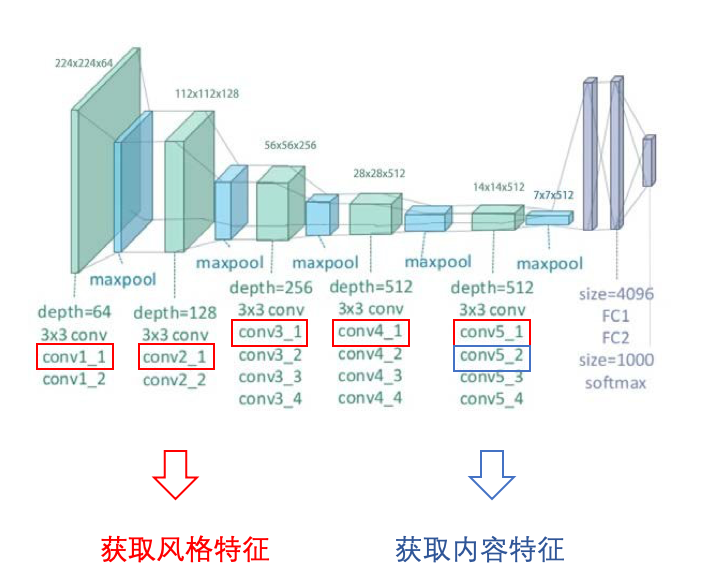 224x224x64
112x112x128
56x56x256
28x28x512
14x14x512
7x7x512
maxpool
maxpool
maxpool
maxpool
maxpool
depth=64
3x3 conv
conv1_1
conv1_2
depth=128
3x3 conv
conv2_1
conv2_2
depth=256
3x3 conv
conv3_1
conv3_2
conv3_3
conv3_4
depth=512
3x3 conv
conv4_1
conv4_2
conv4_3
conv4_4
depth=512
3x3 conv
conv5_1
conv5_2
conv5_3
conv5_4
size=4096
FC1
FC2
size=1000
softmax
获取风格特征
获取内容特征